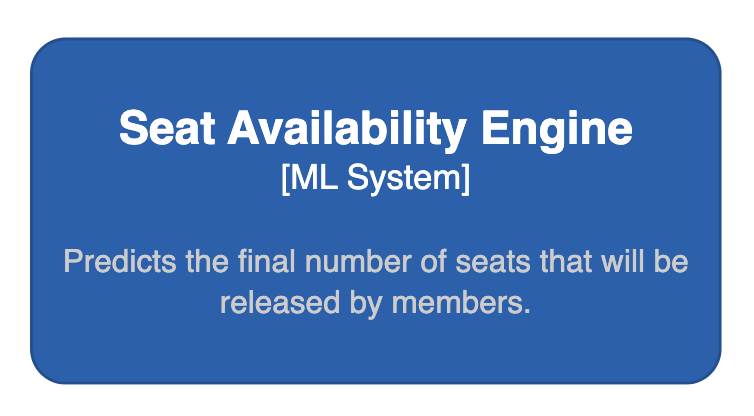 Seat Availability Engine
[ML System]
Predicts the final number of seats that will be
released by members.